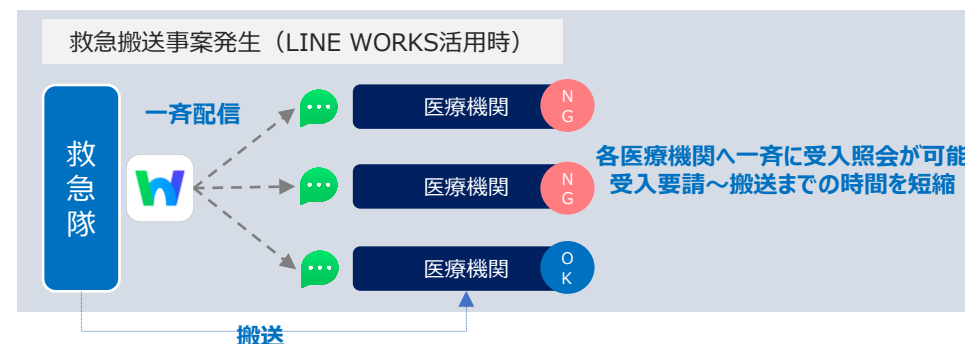 救急搬送事案発生（LINE WORKS活用時）
一斉配信
救急隊
医療機関
NG
医療機関
NG
医療機関
OK
各医療機関へ一斉に受入照会が可能
受入要請～搬送までの時間を短縮
搬送